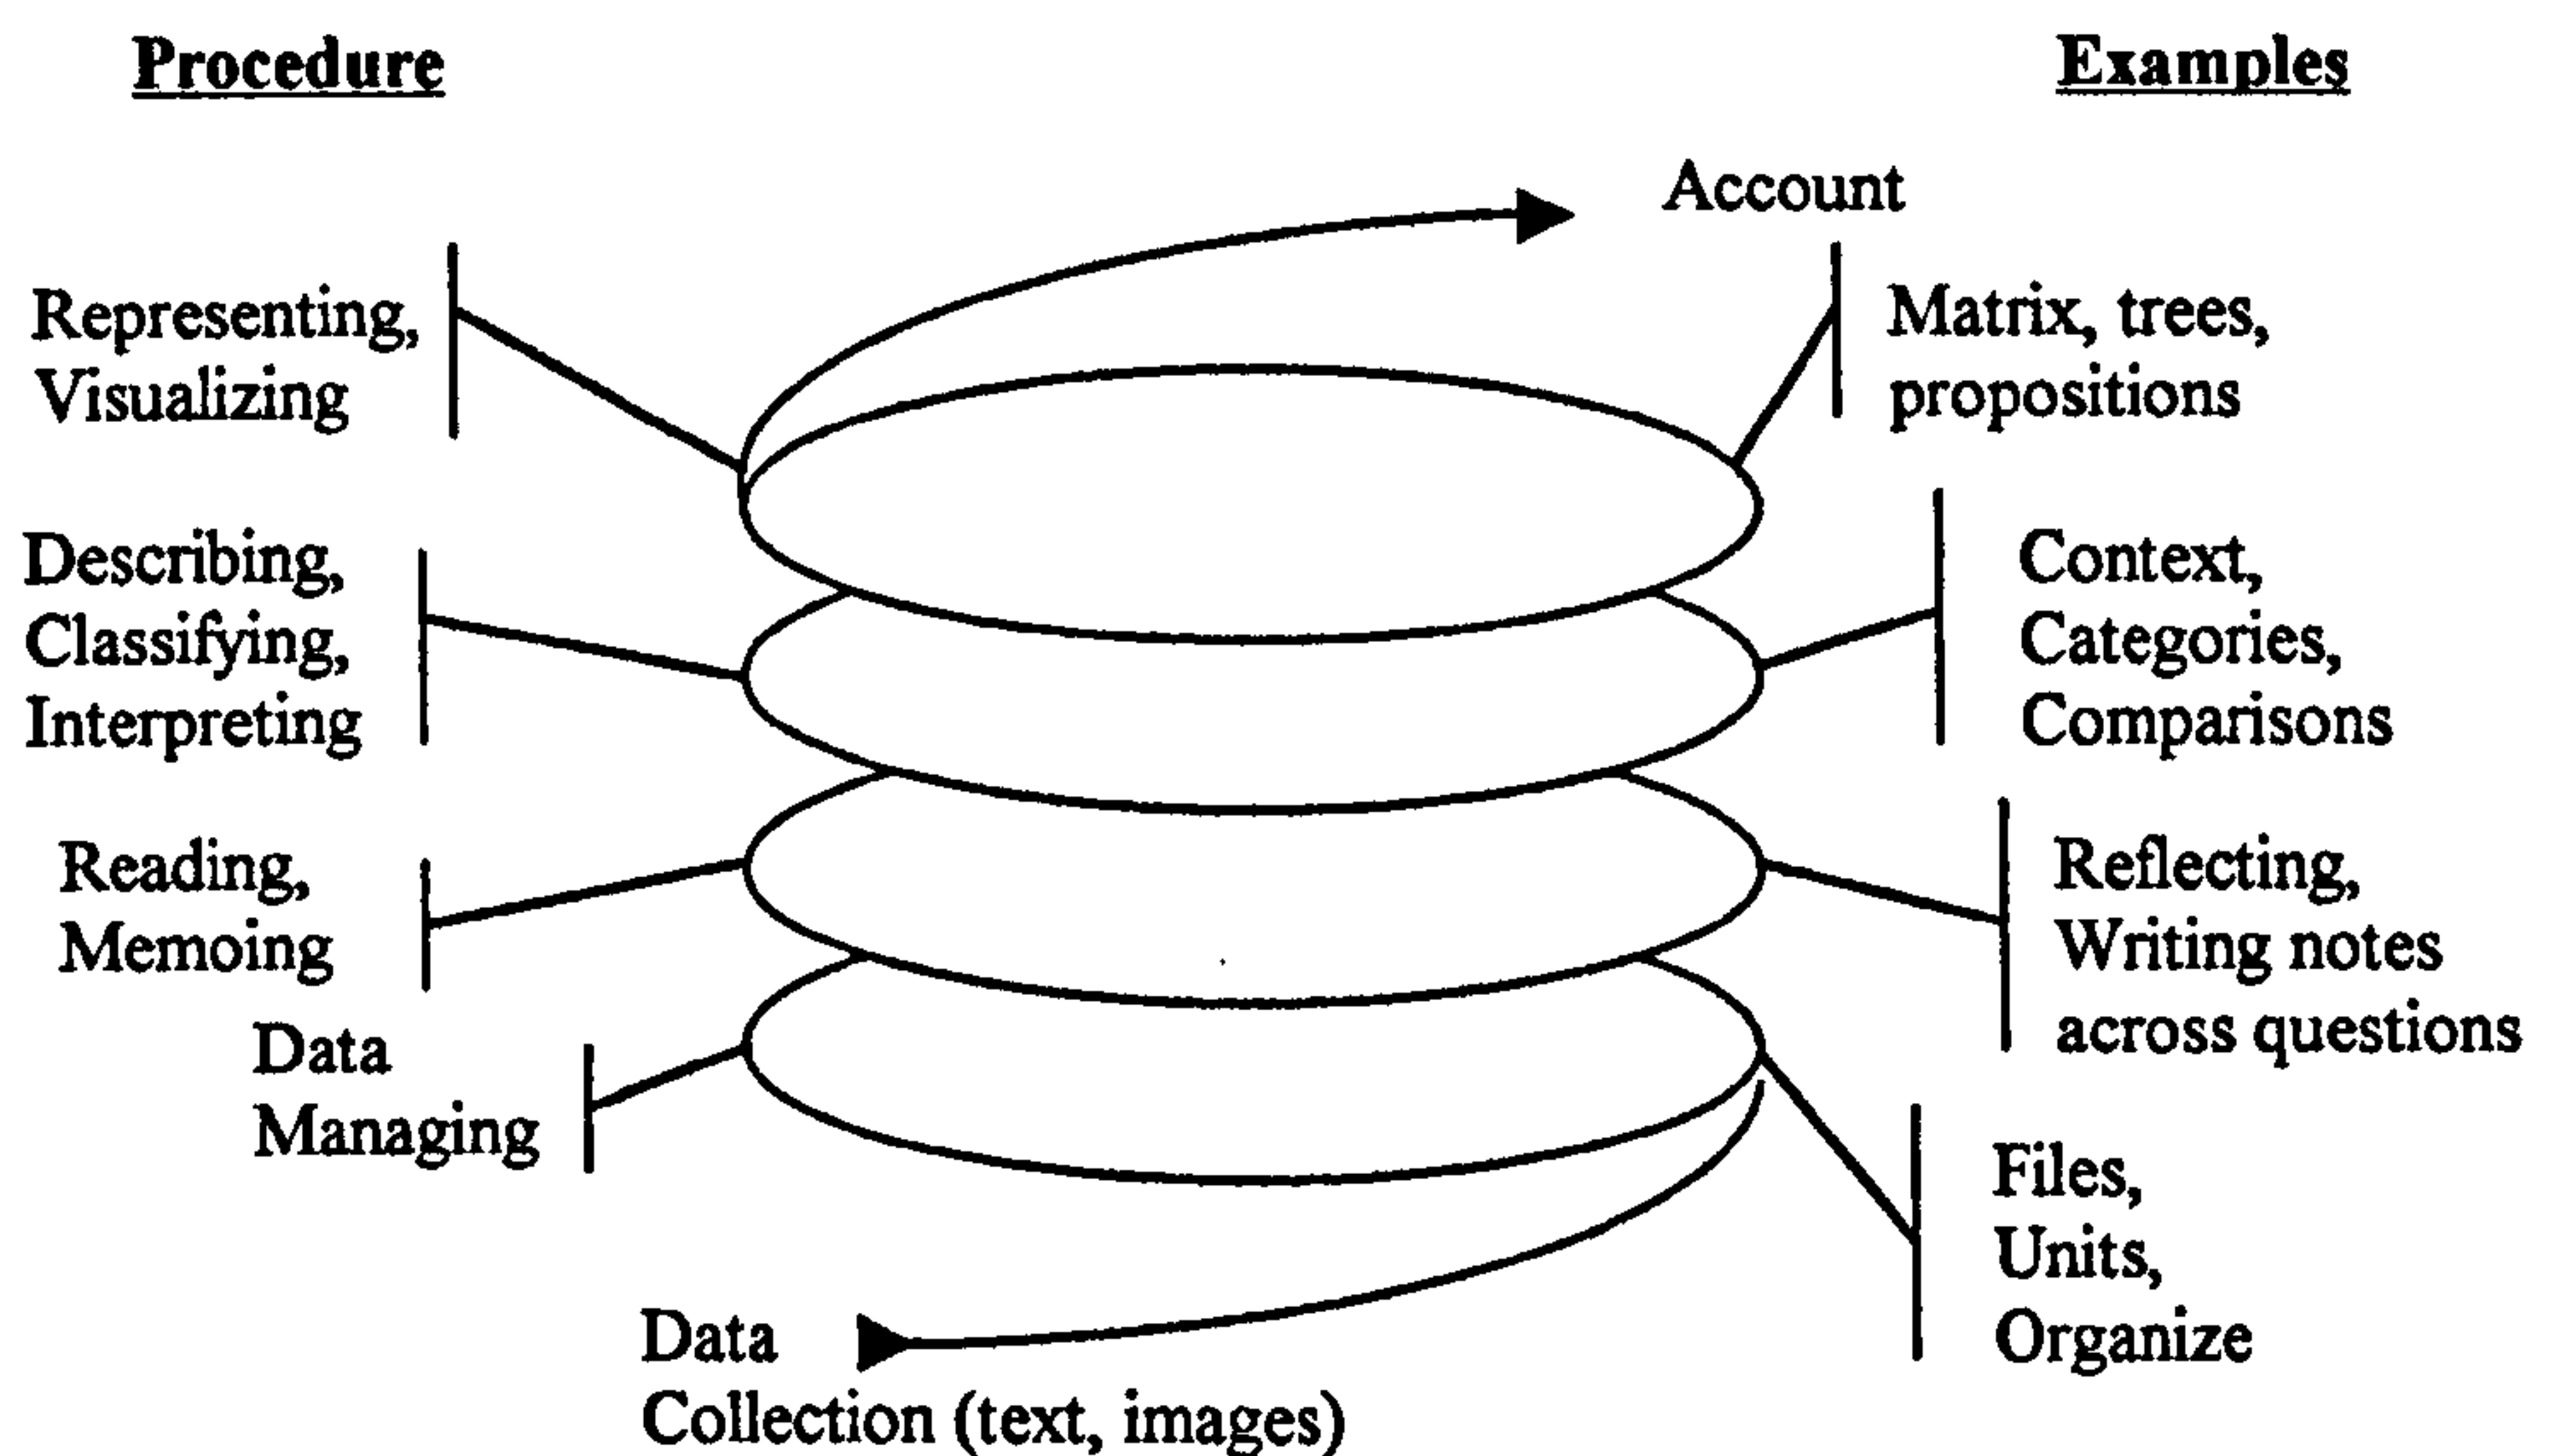 Procedure
Examples
Account
Representing,
Visualizing
Matrix, trees,
propositions
Describing,
Classifying,
Interpreting
Context,
Categories,
Comparisons
Reading,
Memoing
Reflecting,
Writing notes
across questions
Data
Managing
Files,
Units,
Organize
Data
Collection (text, images)